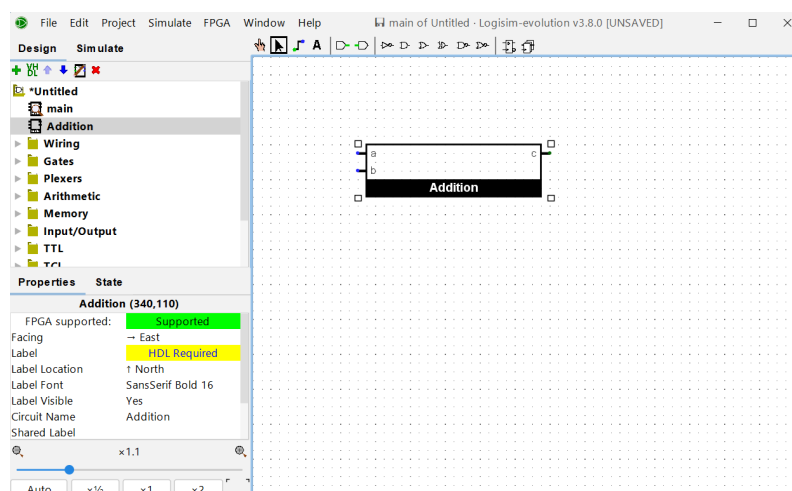 File Edit Project Simulate FPGA Window Help main of Untitled · Logisim-evolution v3.8.0 [UNSAVED]
Design Simulate
A
VH
DL
*Untitled
main
Addition
Wiring
Gates
Plexers
Arithmetic
Memory
Input/Output
TTL
TCL
Properties State
Addition (340,110)
FPGA supported: Supported
Facing → East
Label HDL Required
Label Location ↑ North
Label Font SansSerif Bold 16
Label Visible Yes
Circuit Name Addition
Shared Label
×1.1
Auto ×½ ×1 ×2
a c
b
Addition